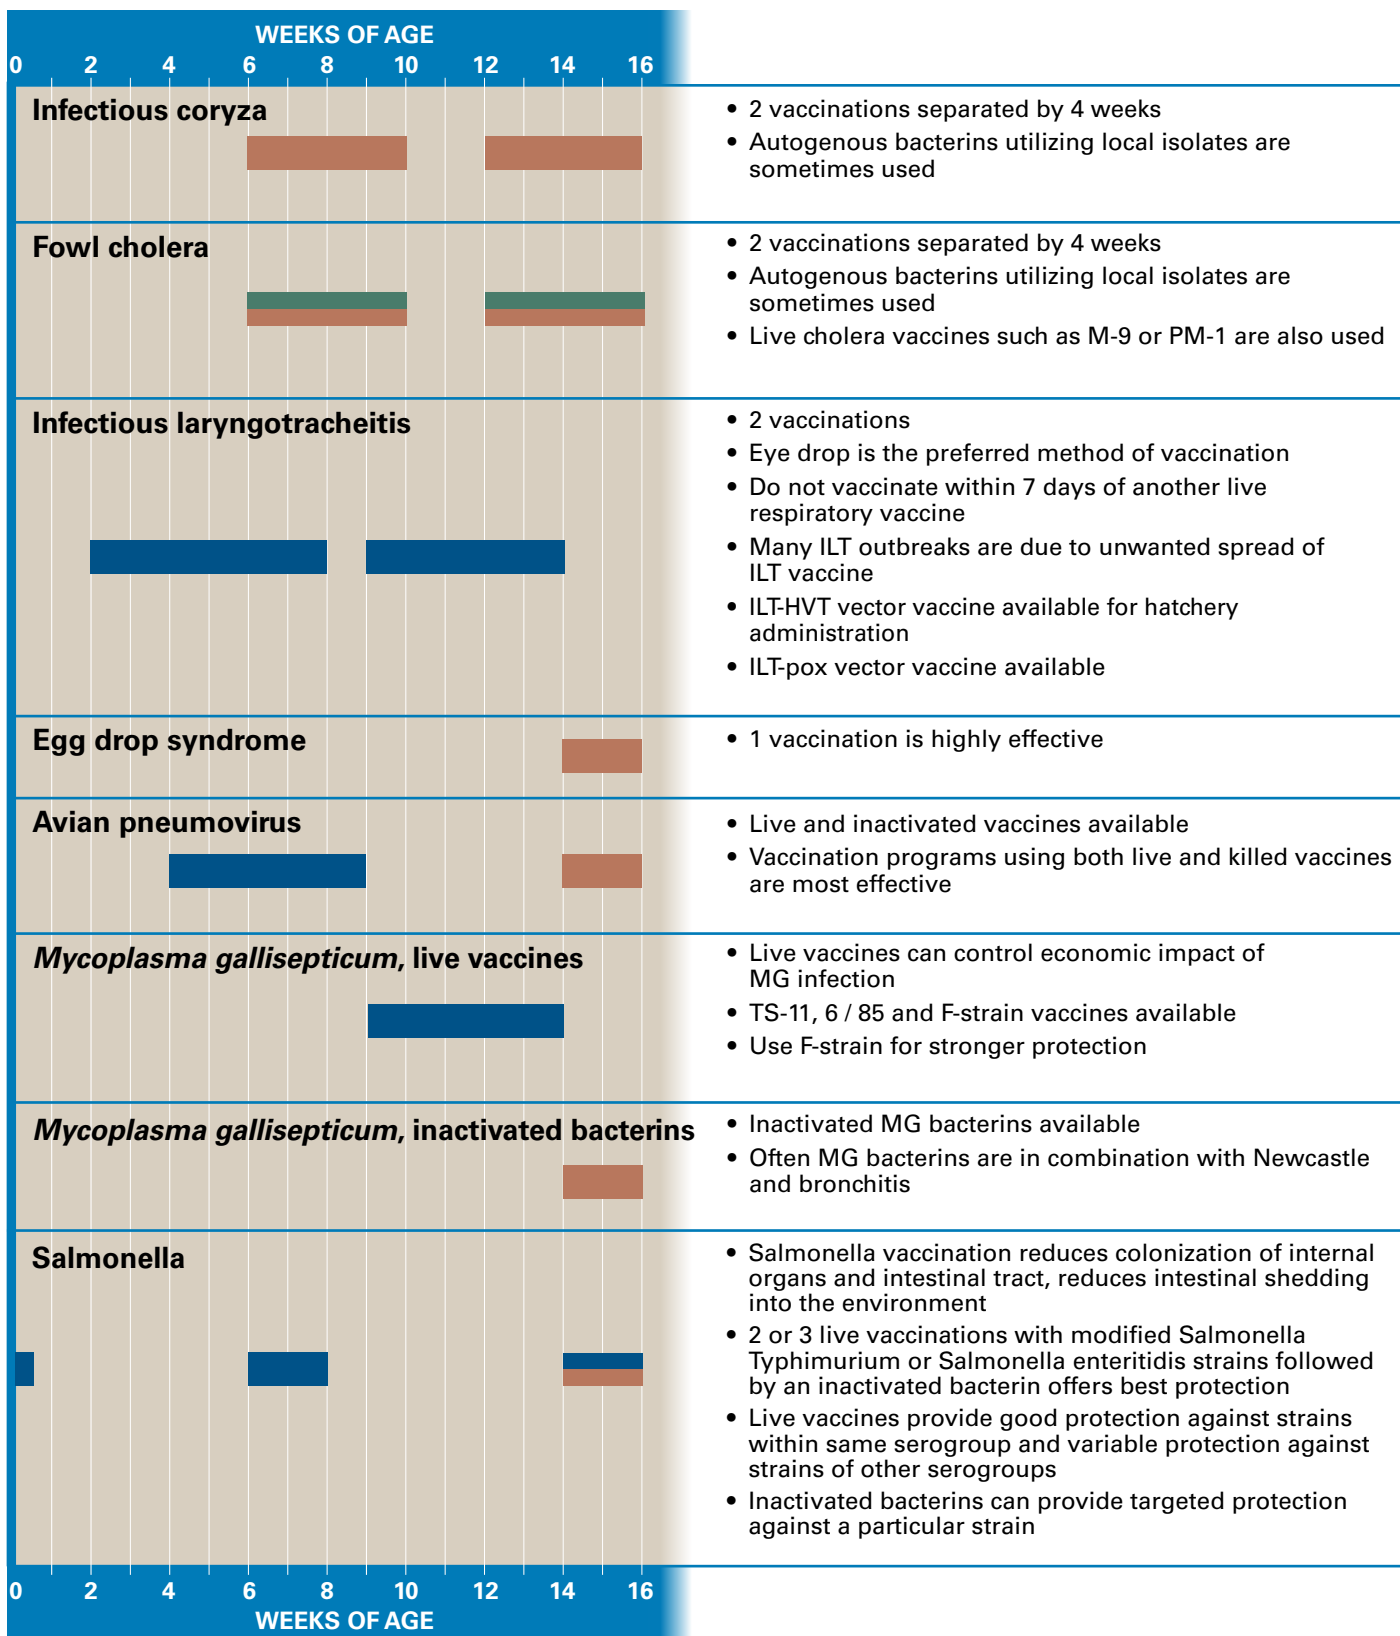 WEEKS OF AGE
0 2 4 6 8 10 12 14 16
Infectious coryza
• 2 vaccinations separated by 4 weeks
• Autogenous bacterins utilizing local isolates are
sometimes used
Fowl cholera
• 2 vaccinations separated by 4 weeks
• Autogenous bacterins utilizing local isolates are
sometimes used
• Live cholera vaccines such as M-9 or PM-1 are also used
Infectious laryngotracheitis
• 2 vaccinations
• Eye drop is the preferred method of vaccination
• Do not vaccinate within 7 days of another live
respiratory vaccine
• Many ILT outbreaks are due to unwanted spread of
ILT vaccine
• ILT-HVT vector vaccine available for hatchery
administration
• ILT-pox vector vaccine available
Egg drop syndrome
• 1 vaccination is highly effective
Avian pneumovirus
• Live and inactivated vaccines available
• Vaccination programs using both live and killed vaccines
are most effective
Mycoplasma gallisepticum, live vaccines
• Live vaccines can control economic impact of
MG infection
• TS-11, 6 / 85 and F-strain vaccines available
• Use F-strain for stronger protection
Mycoplasma gallisepticum, inactivated bacterins
• Inactivated MG bacterins available
• Often MG bacterins are in combination with Newcastle
and bronchitis
Salmonella
• Salmonella vaccination reduces colonization of internal
organs and intestinal tract, reduces intestinal shedding
into the environment
• 2 or 3 live vaccinations with modified Salmonella
Typhimurium or Salmonella enteritidis strains followed
by an inactivated bacterin offers best protection
• Live vaccines provide good protection against strains
within same serogroup and variable protection against
strains of other serogroups
• Inactivated bacterins can provide targeted protection
against a particular strain
0 2 4 6 8 10 12 14 16
WEEKS OF AGE